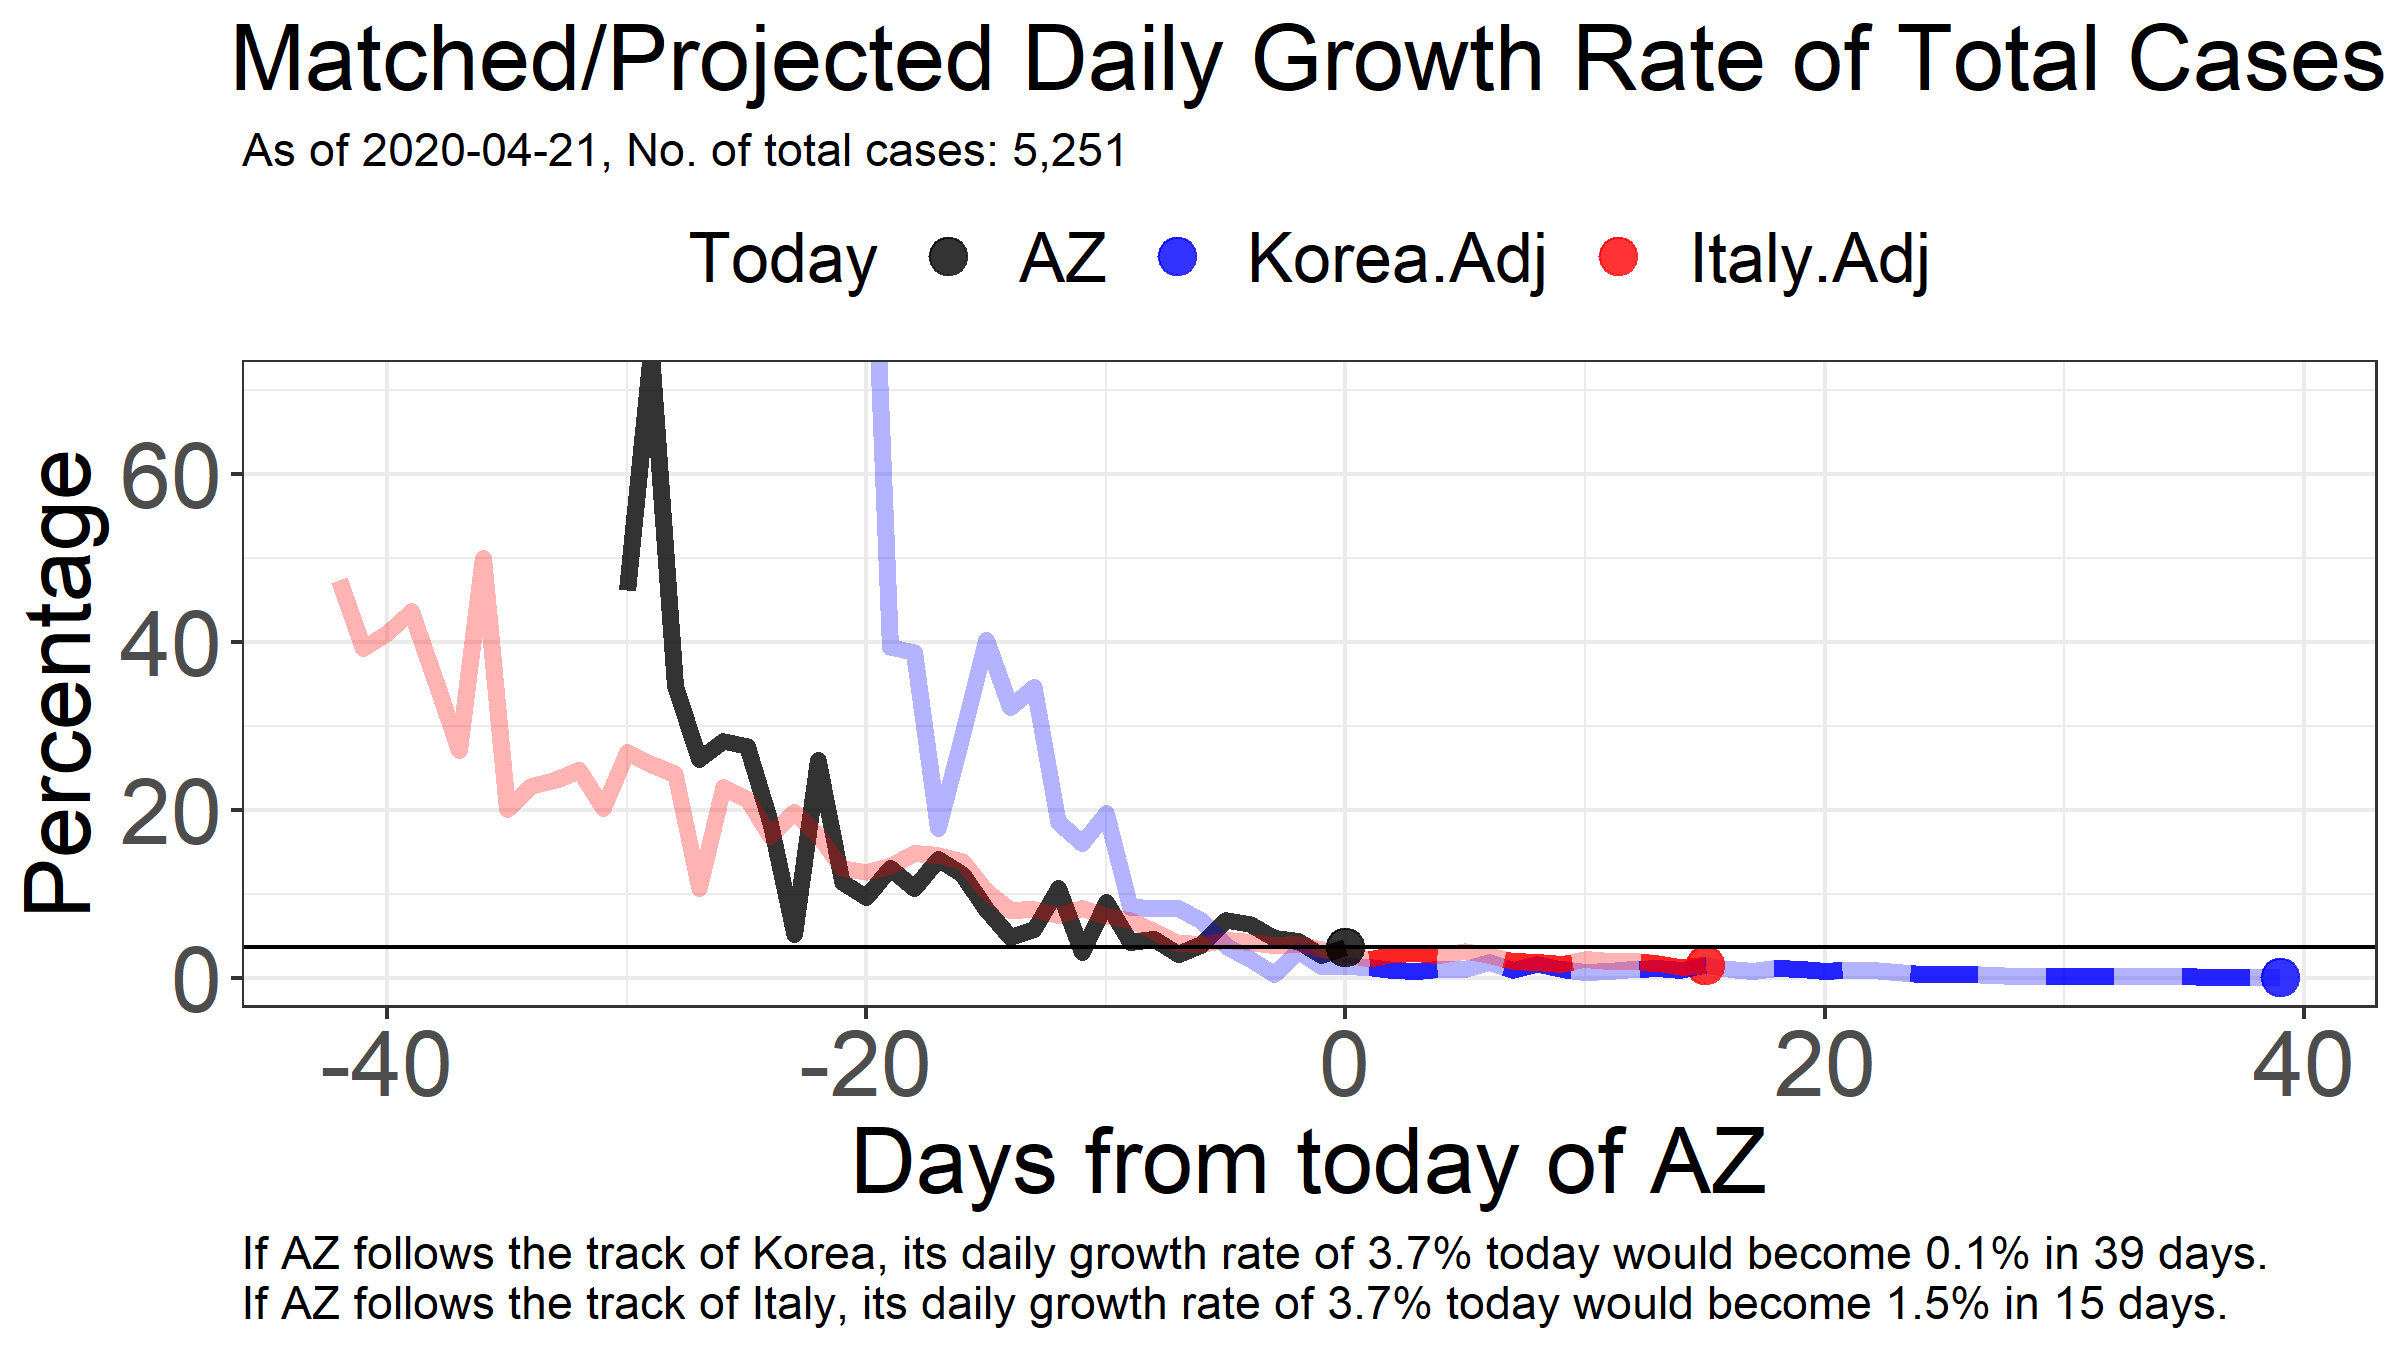 Matched/Projected Daily Growth Rate of Total Cases
As of 2020-04-21, No. of total cases: 5,251
Today AZ Korea.Adj Italy.Adj
Percentage
60
40
20
0
-40 -20 0 20 40
Days from today of AZ
If AZ follows the track of Korea, its daily growth rate of 3.7% today would become 0.1% in 39 days.
If AZ follows the track of Italy, its daily growth rate of 3.7% today would become 1.5% in 15 days.